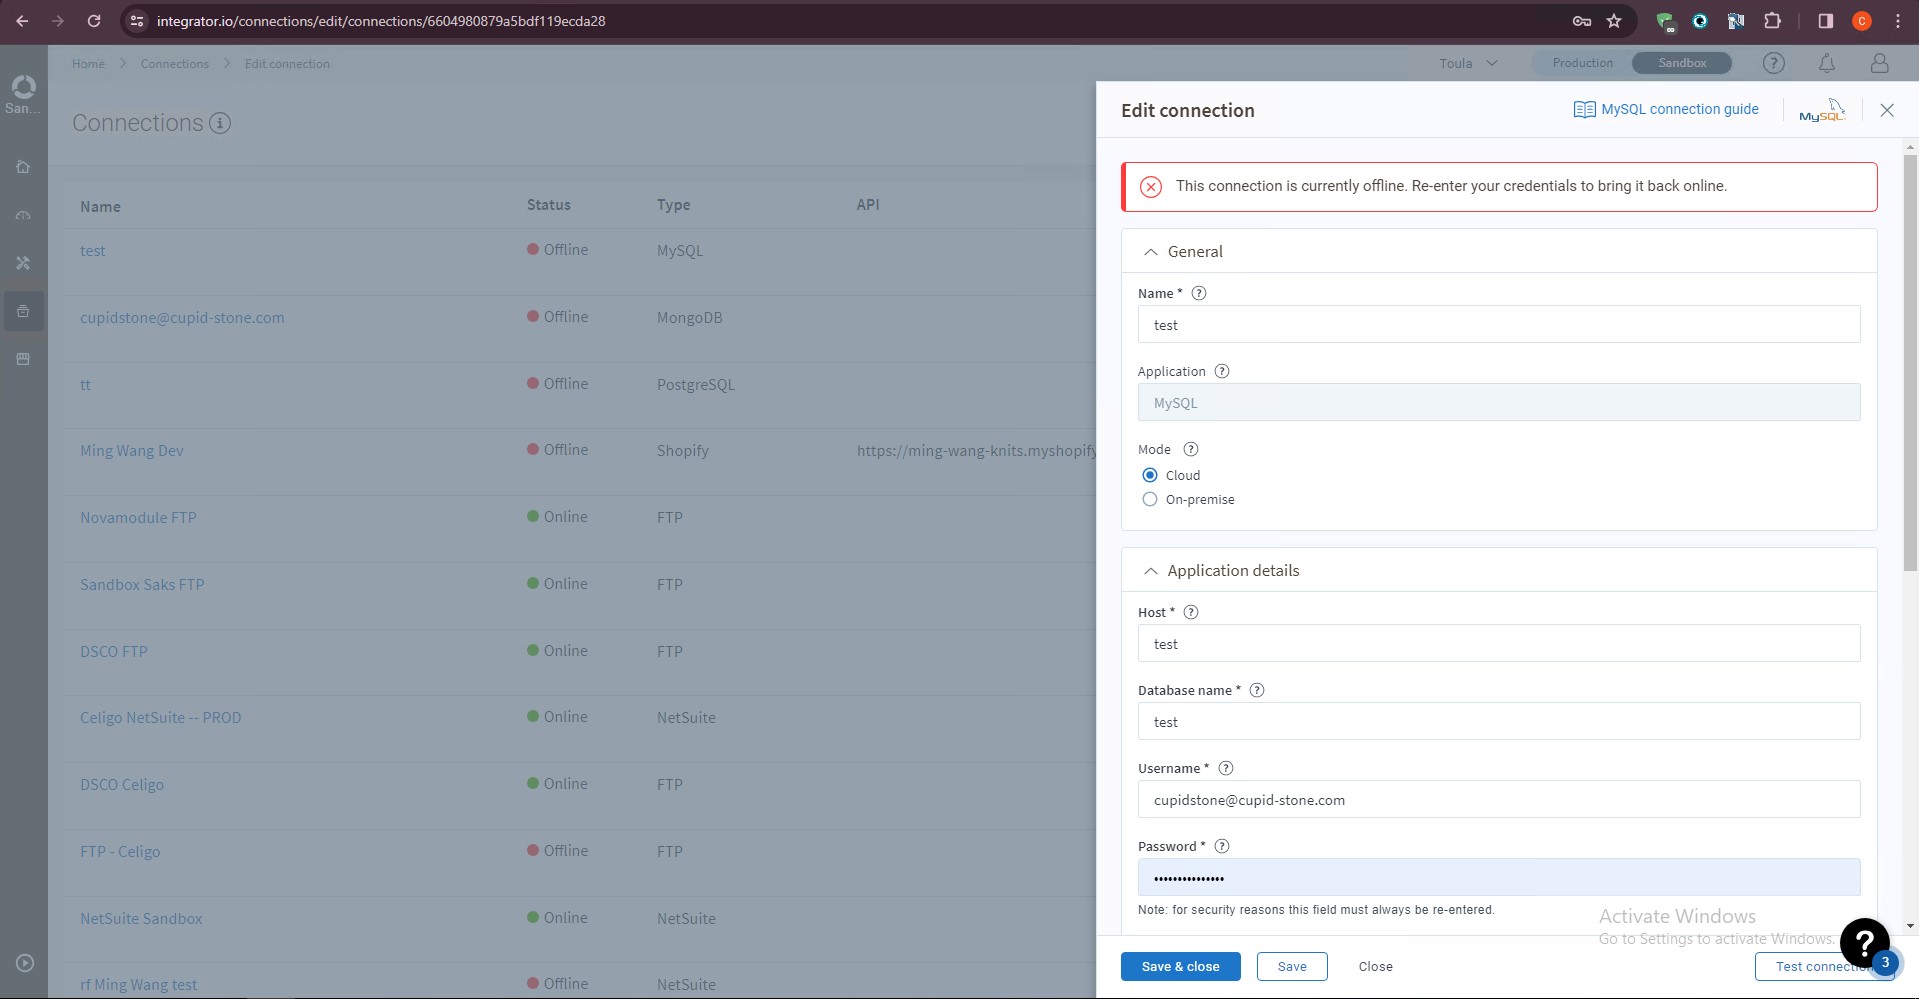 integrator.io/connections/edit/connections/6604980879a5bdf119ecda28
C
Home
Connections
Edit connection
Toula
Production
Sandbox
San...
Connections
Name
Status
Type
API
test
Offline
MySQL
cupidstone@cupid-stone.com
Offline
MongoDB
tt
Offline
PostgreSQL
Ming Wang Dev
Offline
Shopify
https://ming-wang-knits.myshopify
Novamodule FTP
Online
FTP
Sandbox Saks FTP
Online
FTP
DSCO FTP
Online
FTP
Celigo NetSuite -- PROD
Online
NetSuite
DSCO Celigo
Online
FTP
FTP - Celigo
Offline
FTP
NetSuite Sandbox
Online
NetSuite
rf Ming Wang test
Offline
NetSuite
Edit connection
MySQL connection guide
MySQL
This connection is currently offline. Re-enter your credentials to bring it back online.
General
Name *
test
Application
MySQL
Mode
Cloud
On-premise
Application details
Host *
test
Database name *
test
Username *
cupidstone@cupid-stone.com
Password *
•••••••••••••••
Note: for security reasons this field must always be re-entered.
Activate Windows
Go to Settings to activate Windows.
Save & close
Save
Close
Test connectio
?
3